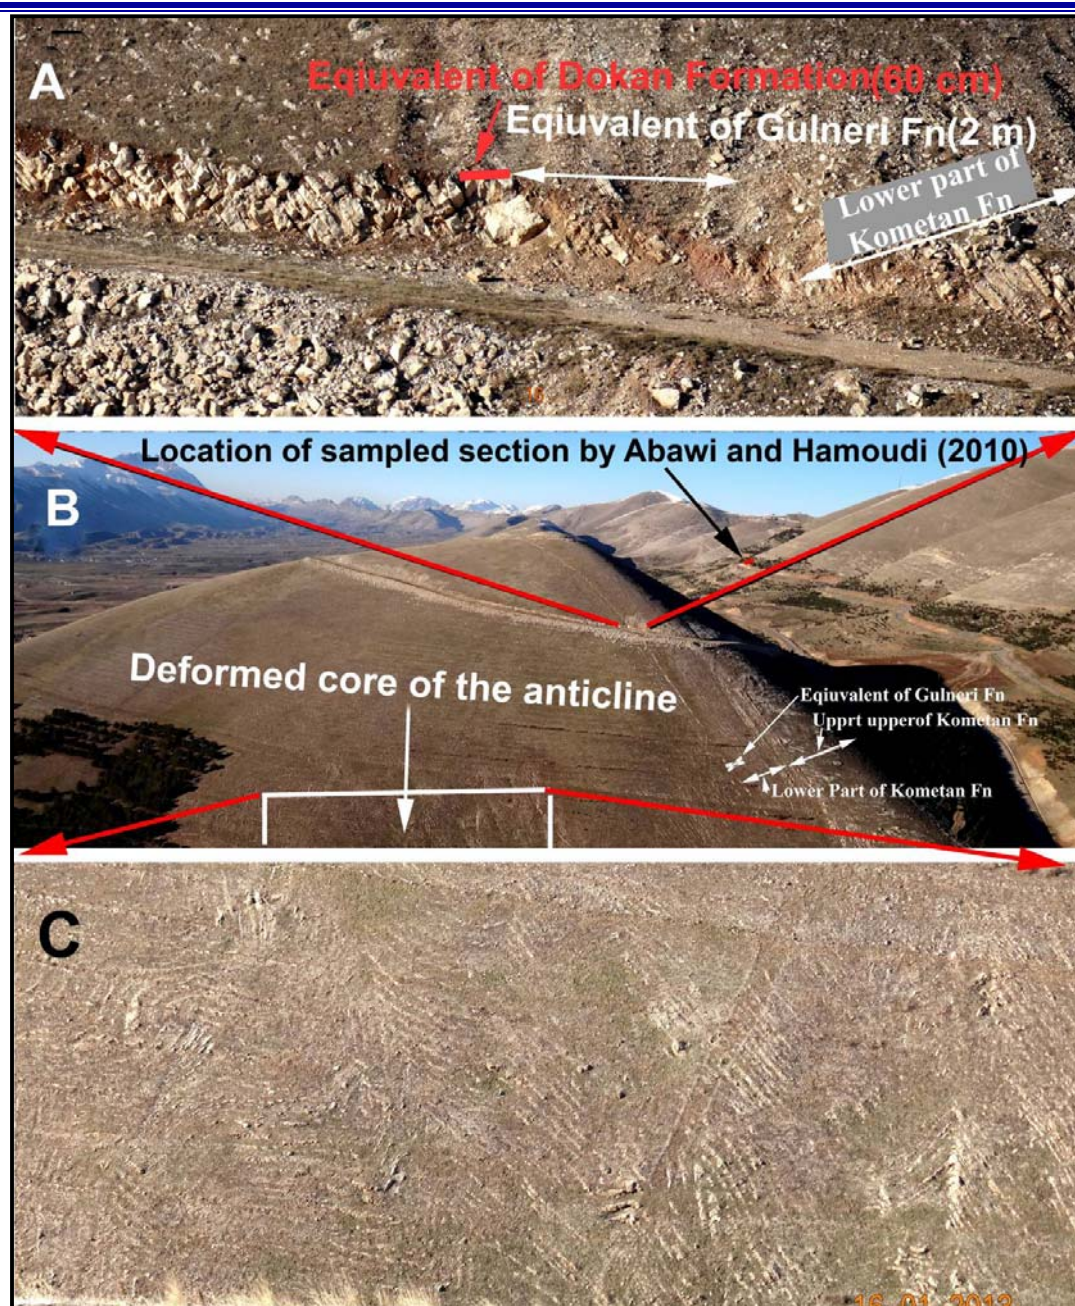 A
Eqiuvalent of Dokan Formation(60 cm)
Eqiuvalent of Gulneri Fn(2 m)
Lower part of
Kometan Fn
Location of sampled section by Abawi and Hamoudi (2010)
B
Deformed core of the anticline
Eqiuvalent of Gulneri Fn
Upprt upperof Kometan Fn
Lower Part of Kometan Fn
C